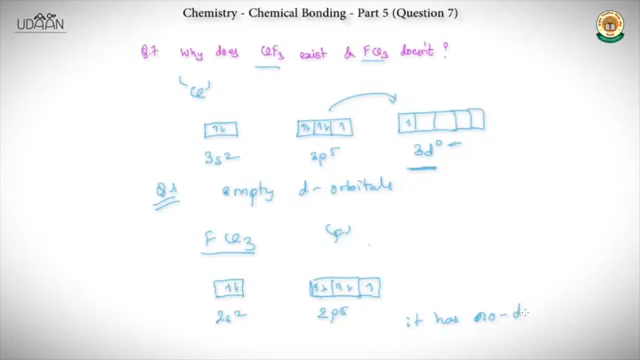 UDAAN
Chemistry - Chemical Bonding - Part 5 (Question 7)
Q.7 Why does ClF3 exist & FCl3 doesn't?
Cl
3s2 3p5 3d0
empty d-orbitals
FCl3
2s2 2p5
it has no-d